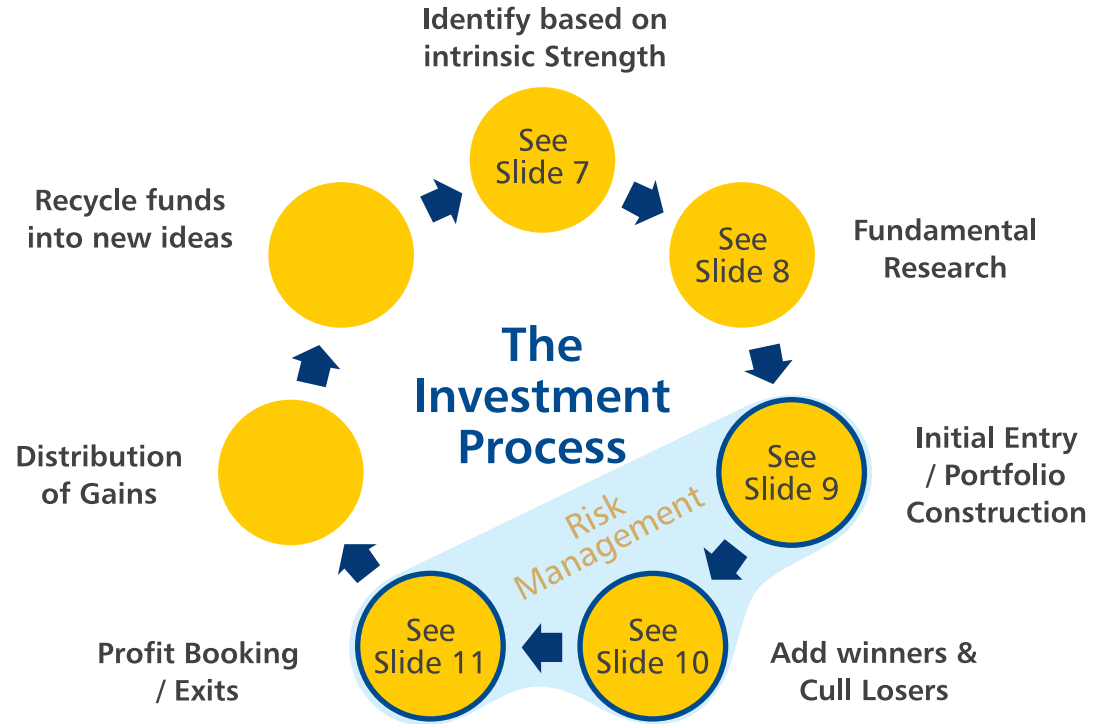 Identify based on
intrinsic Strength
See
Slide 7
Recycle funds
into new ideas
See
Slide 8
Fundamental
Research
The
Investment
Process
Distribution
of Gains
See
Slide 9
Initial Entry
/ Portfolio
Construction
Risk
Management
Profit Booking
/ Exits
See
Slide 11
See
Slide 10
Add winners &
Cull Losers